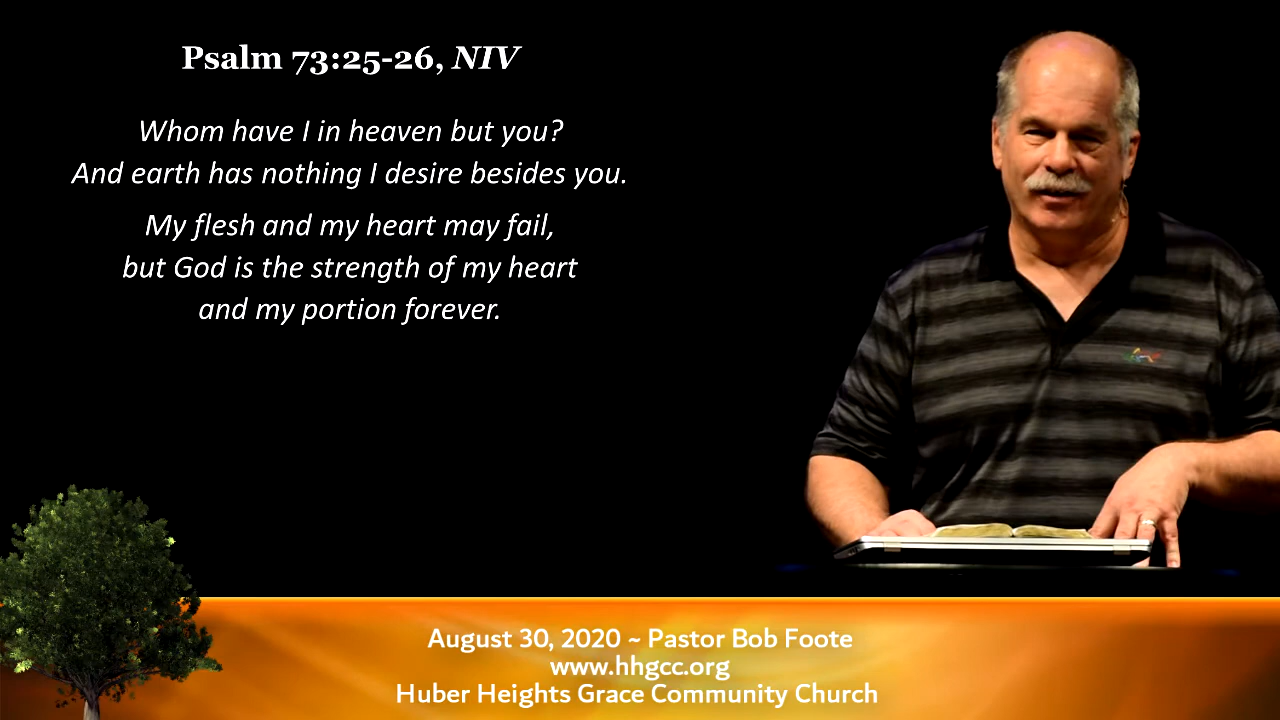 Psalm 73:25-26, NIV
Whom have I in heaven but you?
And earth has nothing I desire besides you.
My flesh and my heart may fail,
but God is the strength of my heart
and my portion forever.
August 30, 2020 ~ Pastor Bob Foote
www.hhgcc.org
Huber Heights Grace Community Church